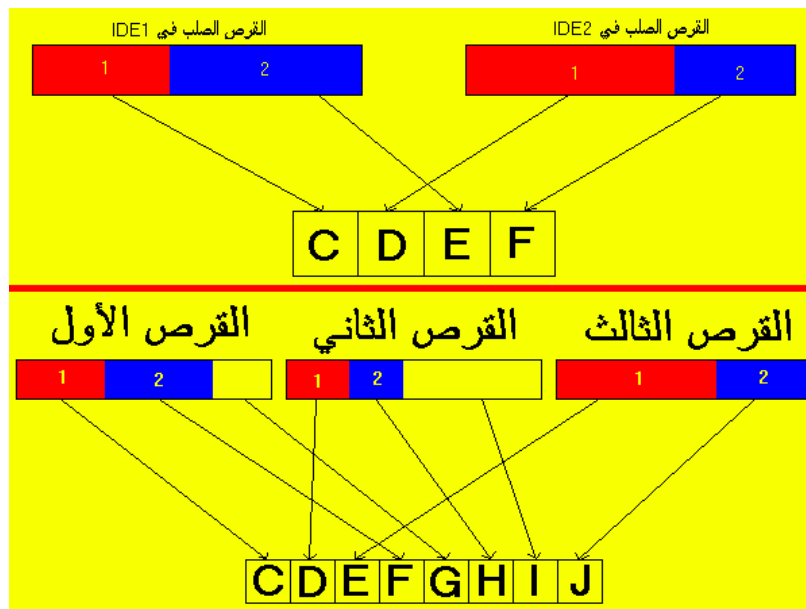 القرص الصلب في IDE1
القرص الصلب في IDE2
1 2
1 2
C D E F
القرص الأول
القرص الثاني
القرص الثالث
1 2
1 2
1 2
C D E F G H I J